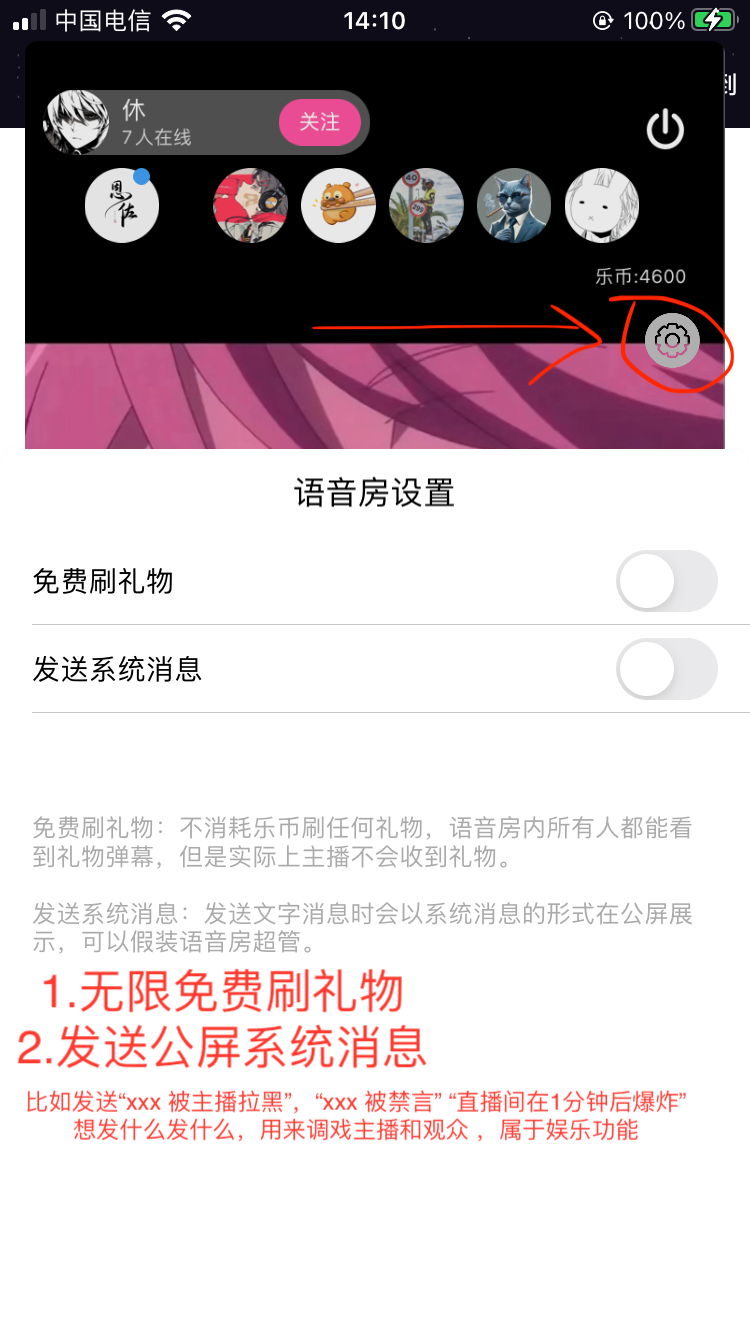 中国电信
14:10
100%
到
休
7人在线
关注
恩佐
40
乐币:4600
语音房设置
免费刷礼物
发送系统消息
免费刷礼物：不消耗乐币刷任何礼物，语音房内所有人都能看
到礼物弹幕，但是实际上主播不会收到礼物。
发送系统消息：发送文字消息时会以系统消息的形式在公屏展
示，可以假装语音房超管。
1.无限免费刷礼物
2.发送公屏系统消息
比如发送“xxx 被主播拉黑”，“xxx 被禁言” “直播间在1分钟后爆炸”
想发什么发什么，用来调戏主播和观众 ，属于娱乐功能